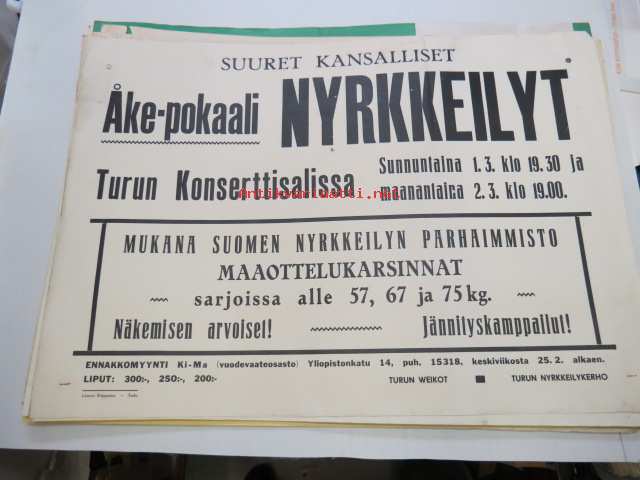 SUURET KANSALLISET
Åke-pokaali NYRKKEILYT
Turun Konserttisalissa
Sunnuntaina 1.3. klo 19.30 ja
maanantaina 2.3. klo 19.00.
Antikvariaatti.net
MUKANA SUOMEN NYRKKEILYN PARHAIMMISTO
MAAOTTELUKARSINNAT
sarjoissa alle 57, 67 ja 75 kg.
Näkemisen arvoiset! Jännityskamppailut!
ENNAKKOMYYNTI Ki-Ma (vuodevaateosasto) Yliopistonkatu 14, puh. 15318. keskiviikosta 25.2. alkaen.
LIPUT: 300:-, 250:-, 200:- TURUN WEIKOT TURUN NYRKKEILYKERHO